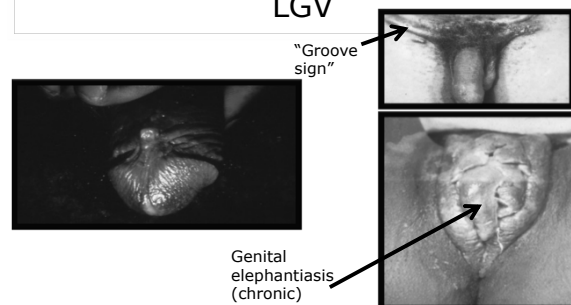 LGV
“Groove
sign”
Genital
elephantiasis
(chronic)